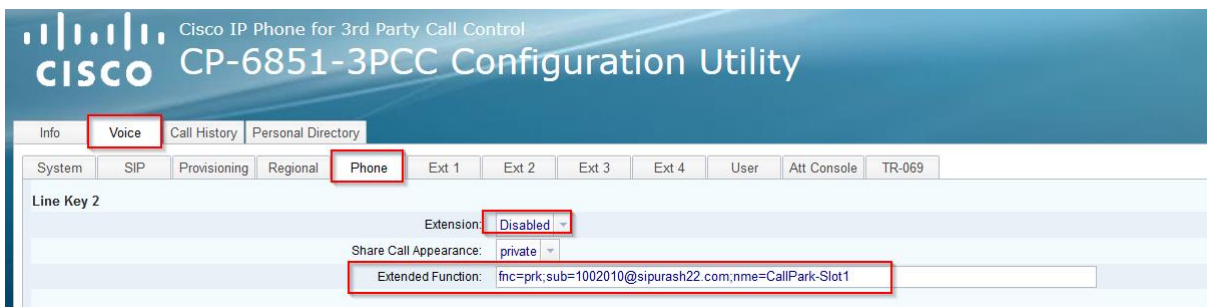 Cisco IP Phone for 3rd Party Call Control
CISCO CP-6851-3PCC Configuration Utility
Info Voice Call History Personal Directory
System SIP Provisioning Regional Phone Ext 1 Ext 2 Ext 3 Ext 4 User Att Console TR-069
Line Key 2
Extension: Disabled
Share Call Appearance: private
Extended Function: fnc=prk;sub=1002010@sipurash22.com;nme=CallPark-Slot1